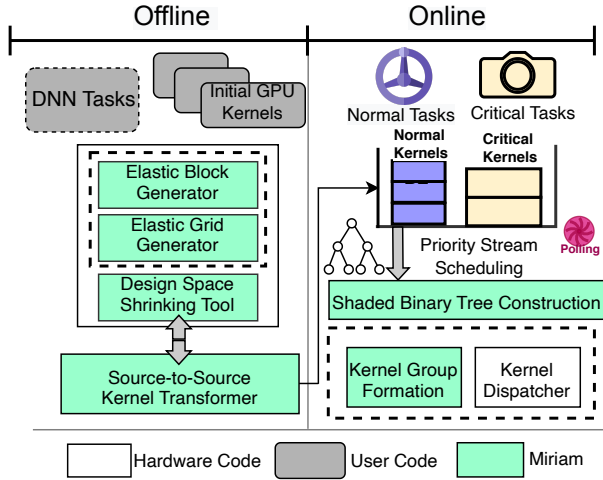 Offline
Online
DNN Tasks
Initial GPU
Kernels
Elastic Block
Generator
Elastic Grid
Generator
Design Space
Shrinking Tool
Source-to-Source
Kernel Transformer
Normal Tasks
Critical Tasks
Normal
Kernels
Critical
Kernels
Priority Stream
Scheduling
Polling
Shaded Binary Tree Construction
Kernel Group
Formation
Kernel
Dispatcher
Hardware Code
User Code
Miriam